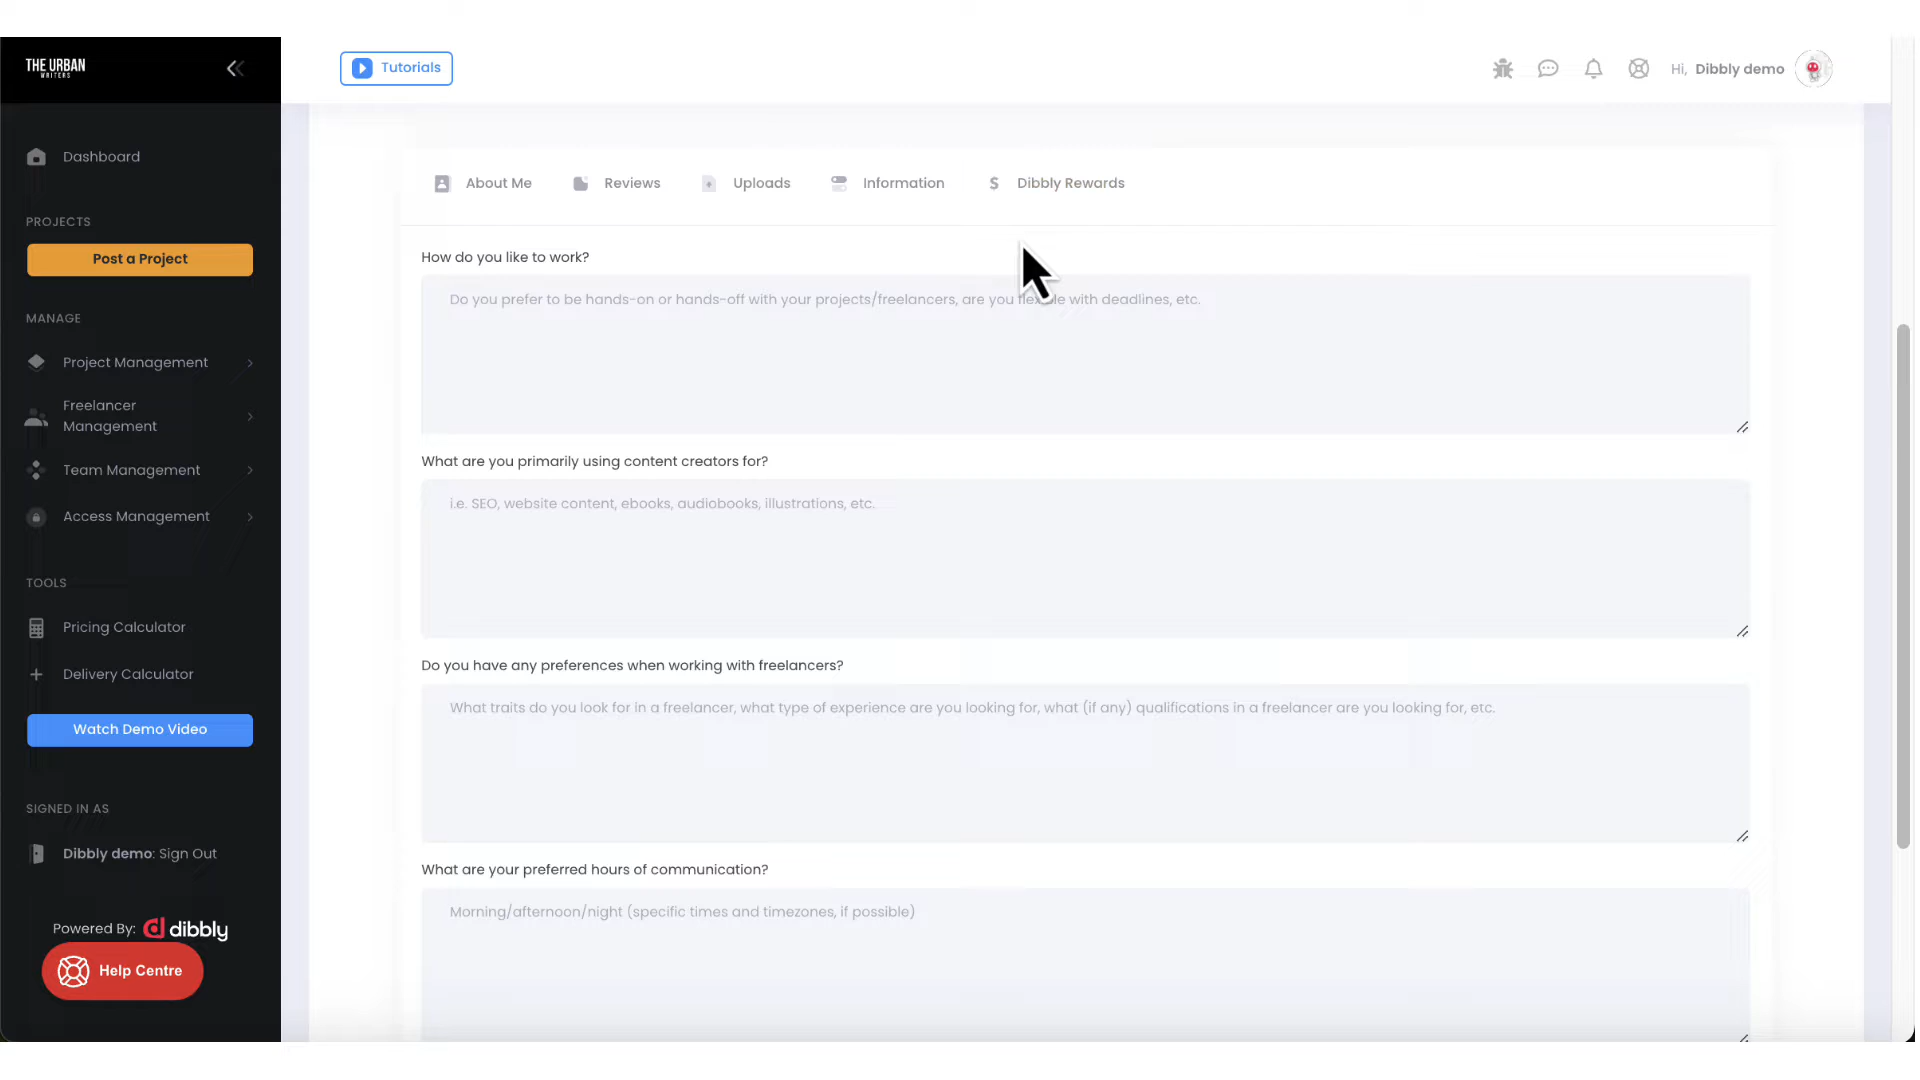 THE URBAN
WRITERS
Tutorials
Hi, Dibbly demo
Dashboard
PROJECTS
Post a Project
MANAGE
Project Management
Freelancer
Management
Team Management
Access Management
TOOLS
Pricing Calculator
Delivery Calculator
Watch Demo Video
SIGNED IN AS
Dibbly demo: Sign Out
Powered By: dibbly
Help Centre
About Me
Reviews
Uploads
Information
Dibbly Rewards
How do you like to work?
Do you prefer to be hands-on or hands-off with your projects/freelancers, are you flexible with deadlines, etc.
What are you primarily using content creators for?
i.e. SEO, website content, ebooks, audiobooks, illustrations, etc.
Do you have any preferences when working with freelancers?
What traits do you look for in a freelancer, what type of experience are you looking for, what (if any) qualifications in a freelancer are you looking for, etc.
What are your preferred hours of communication?
Morning/afternoon/night (specific times and timezones, if possible)